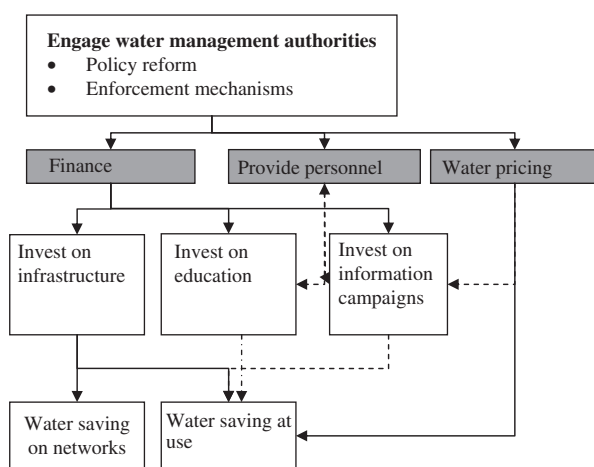 Engage water management authorities
• Policy reform
• Enforcement mechanisms
Finance
Provide personnel
Water pricing
Invest on
infrastructure
Invest on
education
Invest on
information
campaigns
Water saving
on networks
Water saving at
use